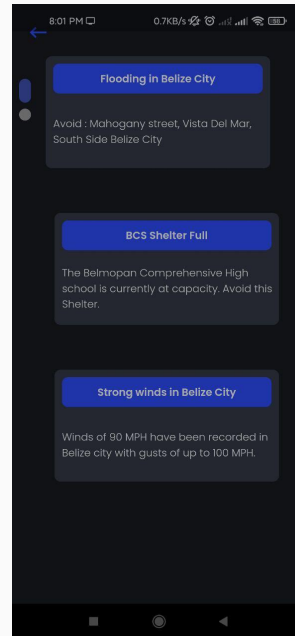 8:01 PM 0.7KB/s 50
Flooding in Belize City
Avoid : Mahogany street, Vista Del Mar,
South Side Belize City
BCS Shelter Full
The Belmopan Comprehensive High
school is currently at capacity. Avoid this
Shelter.
Strong winds in Belize City
Winds of 90 MPH have been recorded in
Belize city with gusts of up to 100 MPH.